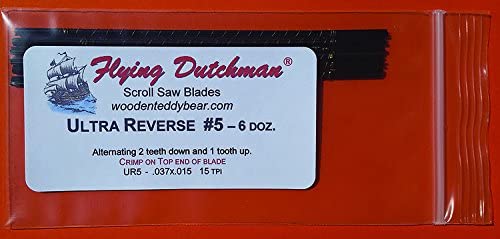 Flying Dutchman®
Scroll Saw Blades
woodenteddybear.com
ULTRA REVERSE #5 – 6 DOZ.
Alternating 2 teeth down and 1 tooth up.
CRIMP ON TOP END OF BLADE
UR5 - .037x.015 15 TPI